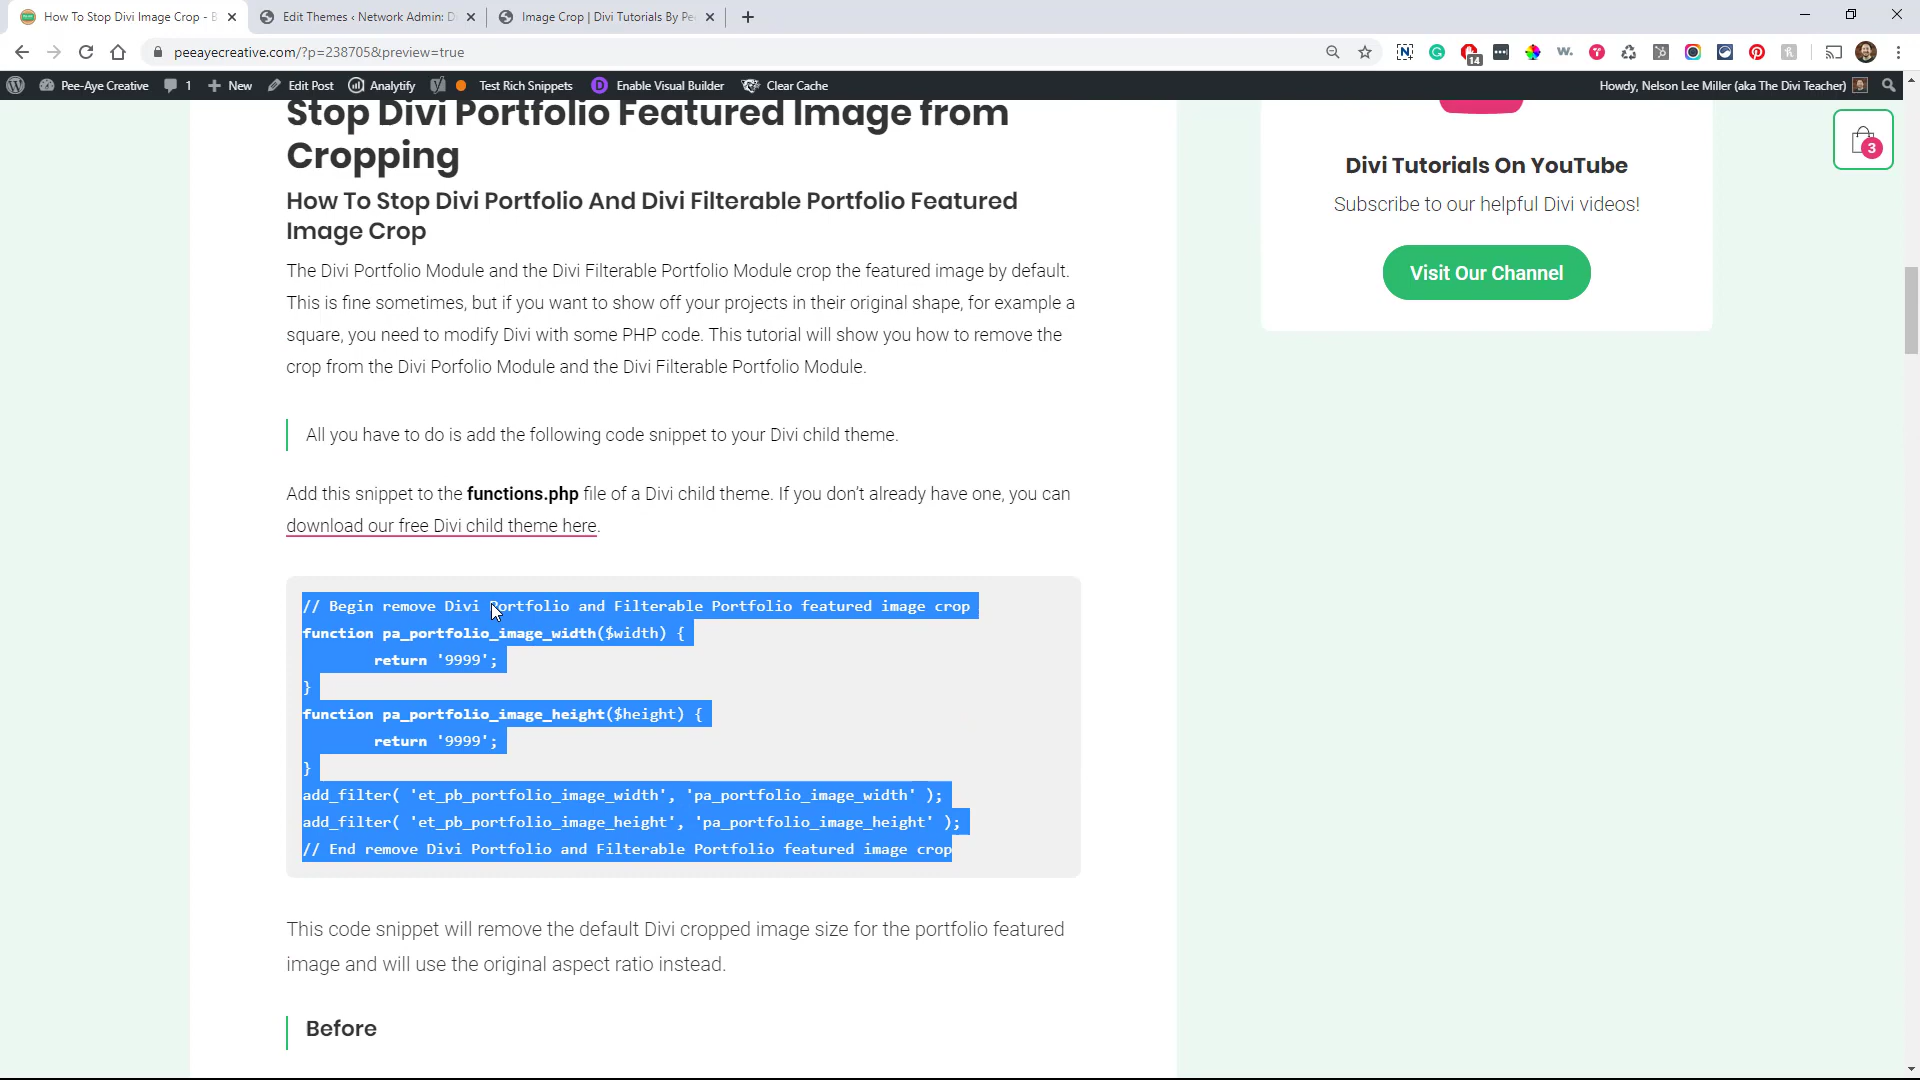 How To Stop Divi Image Crop - B
Edit Themes ‹ Network Admin: D
Image Crop | Divi Tutorials By Pe
peeayecreative.com/?p=238705&preview=true
14
Pee-Aye Creative
1
New
Edit Post
Analytify
Test Rich Snippets
D
Enable Visual Builder
Clear Cache
Howdy, Nelson Lee Miller (aka The Divi Teacher)
Stop Divi Portfolio Featured Image from
Cropping
How To Stop Divi Portfolio And Divi Filterable Portfolio Featured
Image Crop
The Divi Portfolio Module and the Divi Filterable Portfolio Module crop the featured image by default.
This is fine sometimes, but if you want to show off your projects in their original shape, for example a
square, you need to modify Divi with some PHP code. This tutorial will show you how to remove the
crop from the Divi Porfolio Module and the Divi Filterable Portfolio Module.
All you have to do is add the following code snippet to your Divi child theme.
Add this snippet to the functions.php file of a Divi child theme. If you don’t already have one, you can
download our free Divi child theme here.
// Begin remove Divi Portfolio and Filterable Portfolio featured image crop
function pa_portfolio_image_width($width) {
return '9999';
}
function pa_portfolio_image_height($height) {
return '9999';
}
add_filter( 'et_pb_portfolio_image_width', 'pa_portfolio_image_width' );
add_filter( 'et_pb_portfolio_image_height', 'pa_portfolio_image_height' );
// End remove Divi Portfolio and Filterable Portfolio featured image crop
This code snippet will remove the default Divi cropped image size for the portfolio featured
image and will use the original aspect ratio instead.
Before
3
Divi Tutorials On YouTube
Subscribe to our helpful Divi videos!
Visit Our Channel